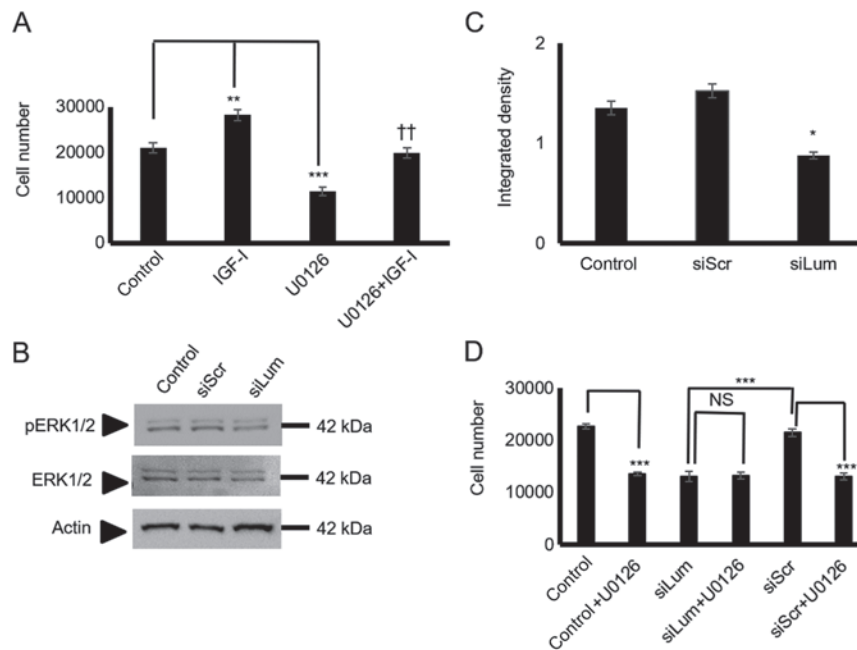 A
Cell number
30000
20000
10000
0
**
***
††
Control
IGF-I
U0126
U0126+IGF-I
B
Control
siScr
siLum
pERK1/2
42 kDa
ERK1/2
42 kDa
Actin
42 kDa
C
Integrated density
2
1
0
*
Control
siScr
siLum
D
Cell number
30000
20000
10000
0
***
NS
***
***
Control
Control +U0126
siLum
siLum+U0126
siScr
siScr+U0126